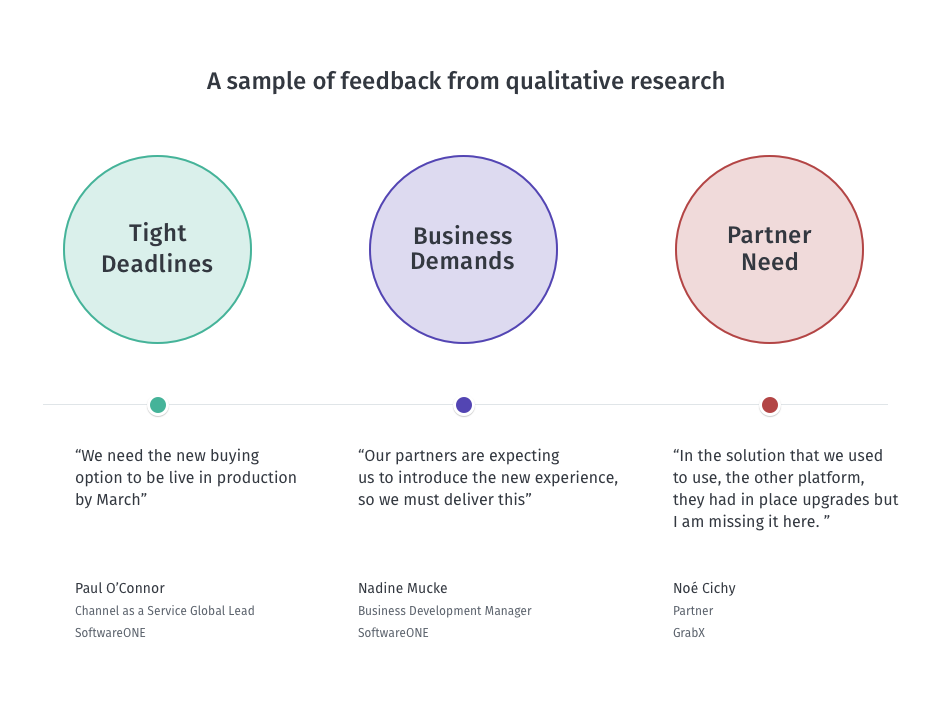 A sample of feedback from qualitative research
Tight
Deadlines
Business
Demands
Partner
Need
“We need the new buying
option to be live in production
by March”
Paul O’Connor
Channel as a Service Global Lead
SoftwareONE
“Our partners are expecting
us to introduce the new experience,
so we must deliver this”
Nadine Mucke
Business Development Manager
SoftwareONE
“In the solution that we used
to use, the other platform,
they had in place upgrades but
I am missing it here. ”
Noé Cichy
Partner
GrabX